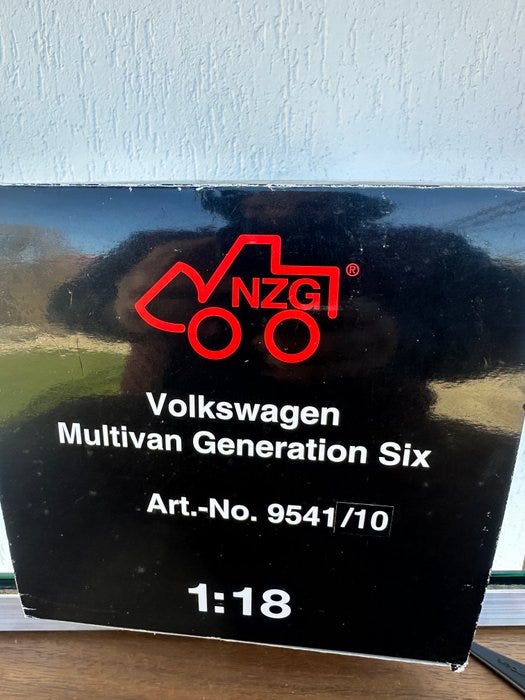 NZG®
Volkswagen
Multivan Generation Six
Art.-No. 9541/10
1:18